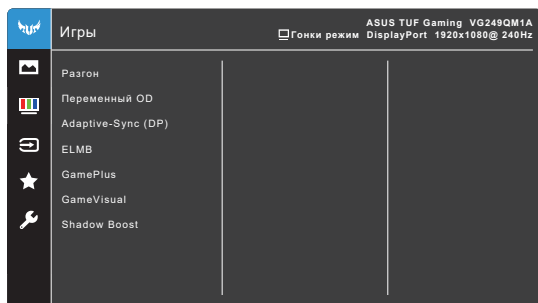 ASUS TUF Gaming VG249QM1A
Игры
Гонки режим DisplayPort 1920x1080@ 240Hz
Разгон
Переменный OD
Adaptive-Sync (DP)
ELMB
GamePlus
GameVisual
Shadow Boost